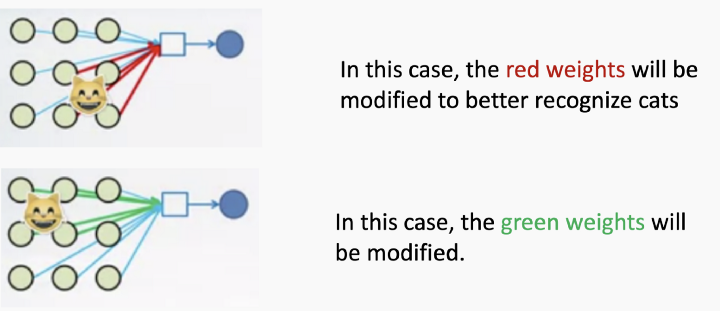 In this case, the red weights will be
modified to better recognize cats
In this case, the green weights will
be modified.